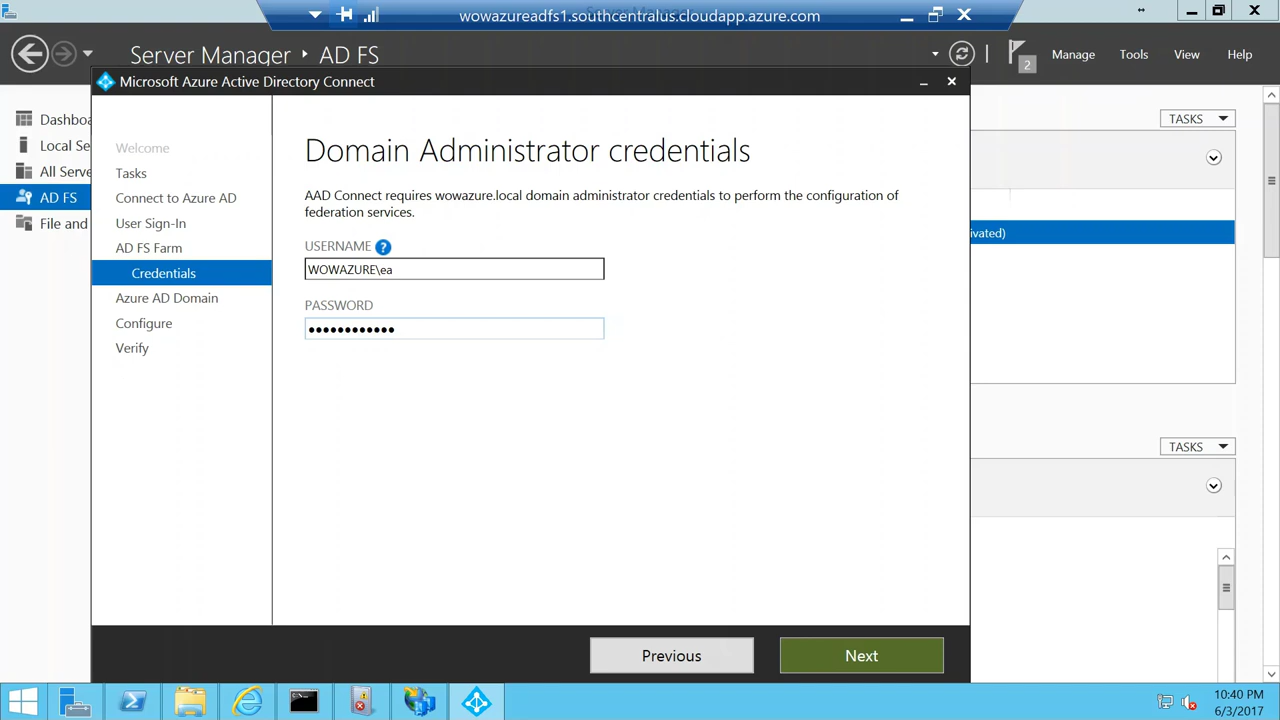 wowazureadfs1.southcentralus.cloudapp.azure.com
Server Manager ▸ AD FS
2
Manage
Tools
View
Help
Microsoft Azure Active Directory Connect
Dashboa
Local Se
All Serve
AD FS
File and
Welcome
Tasks
Connect to Azure AD
User Sign-In
AD FS Farm
Credentials
Azure AD Domain
Configure
Verify
Domain Administrator credentials
AAD Connect requires wowazure.local domain administrator credentials to perform the configuration of
federation services.
USERNAME ?
WOWAZURE\ea
PASSWORD
●●●●●●●●●●●●
Previous
Next
TASKS
ivated)
TASKS
10:40 PM
6/3/2017